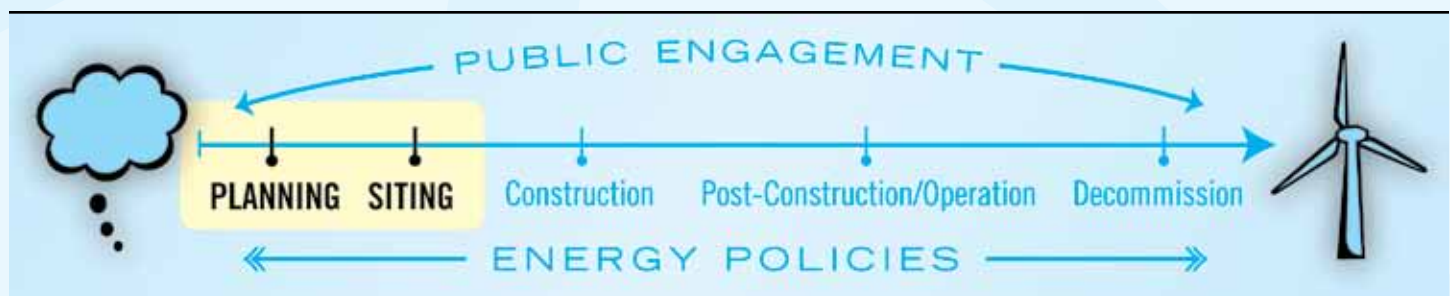 PUBLIC ENGAGEMENT
PLANNING SITING Construction Post-Construction/Operation Decommission
ENERGY POLICIES